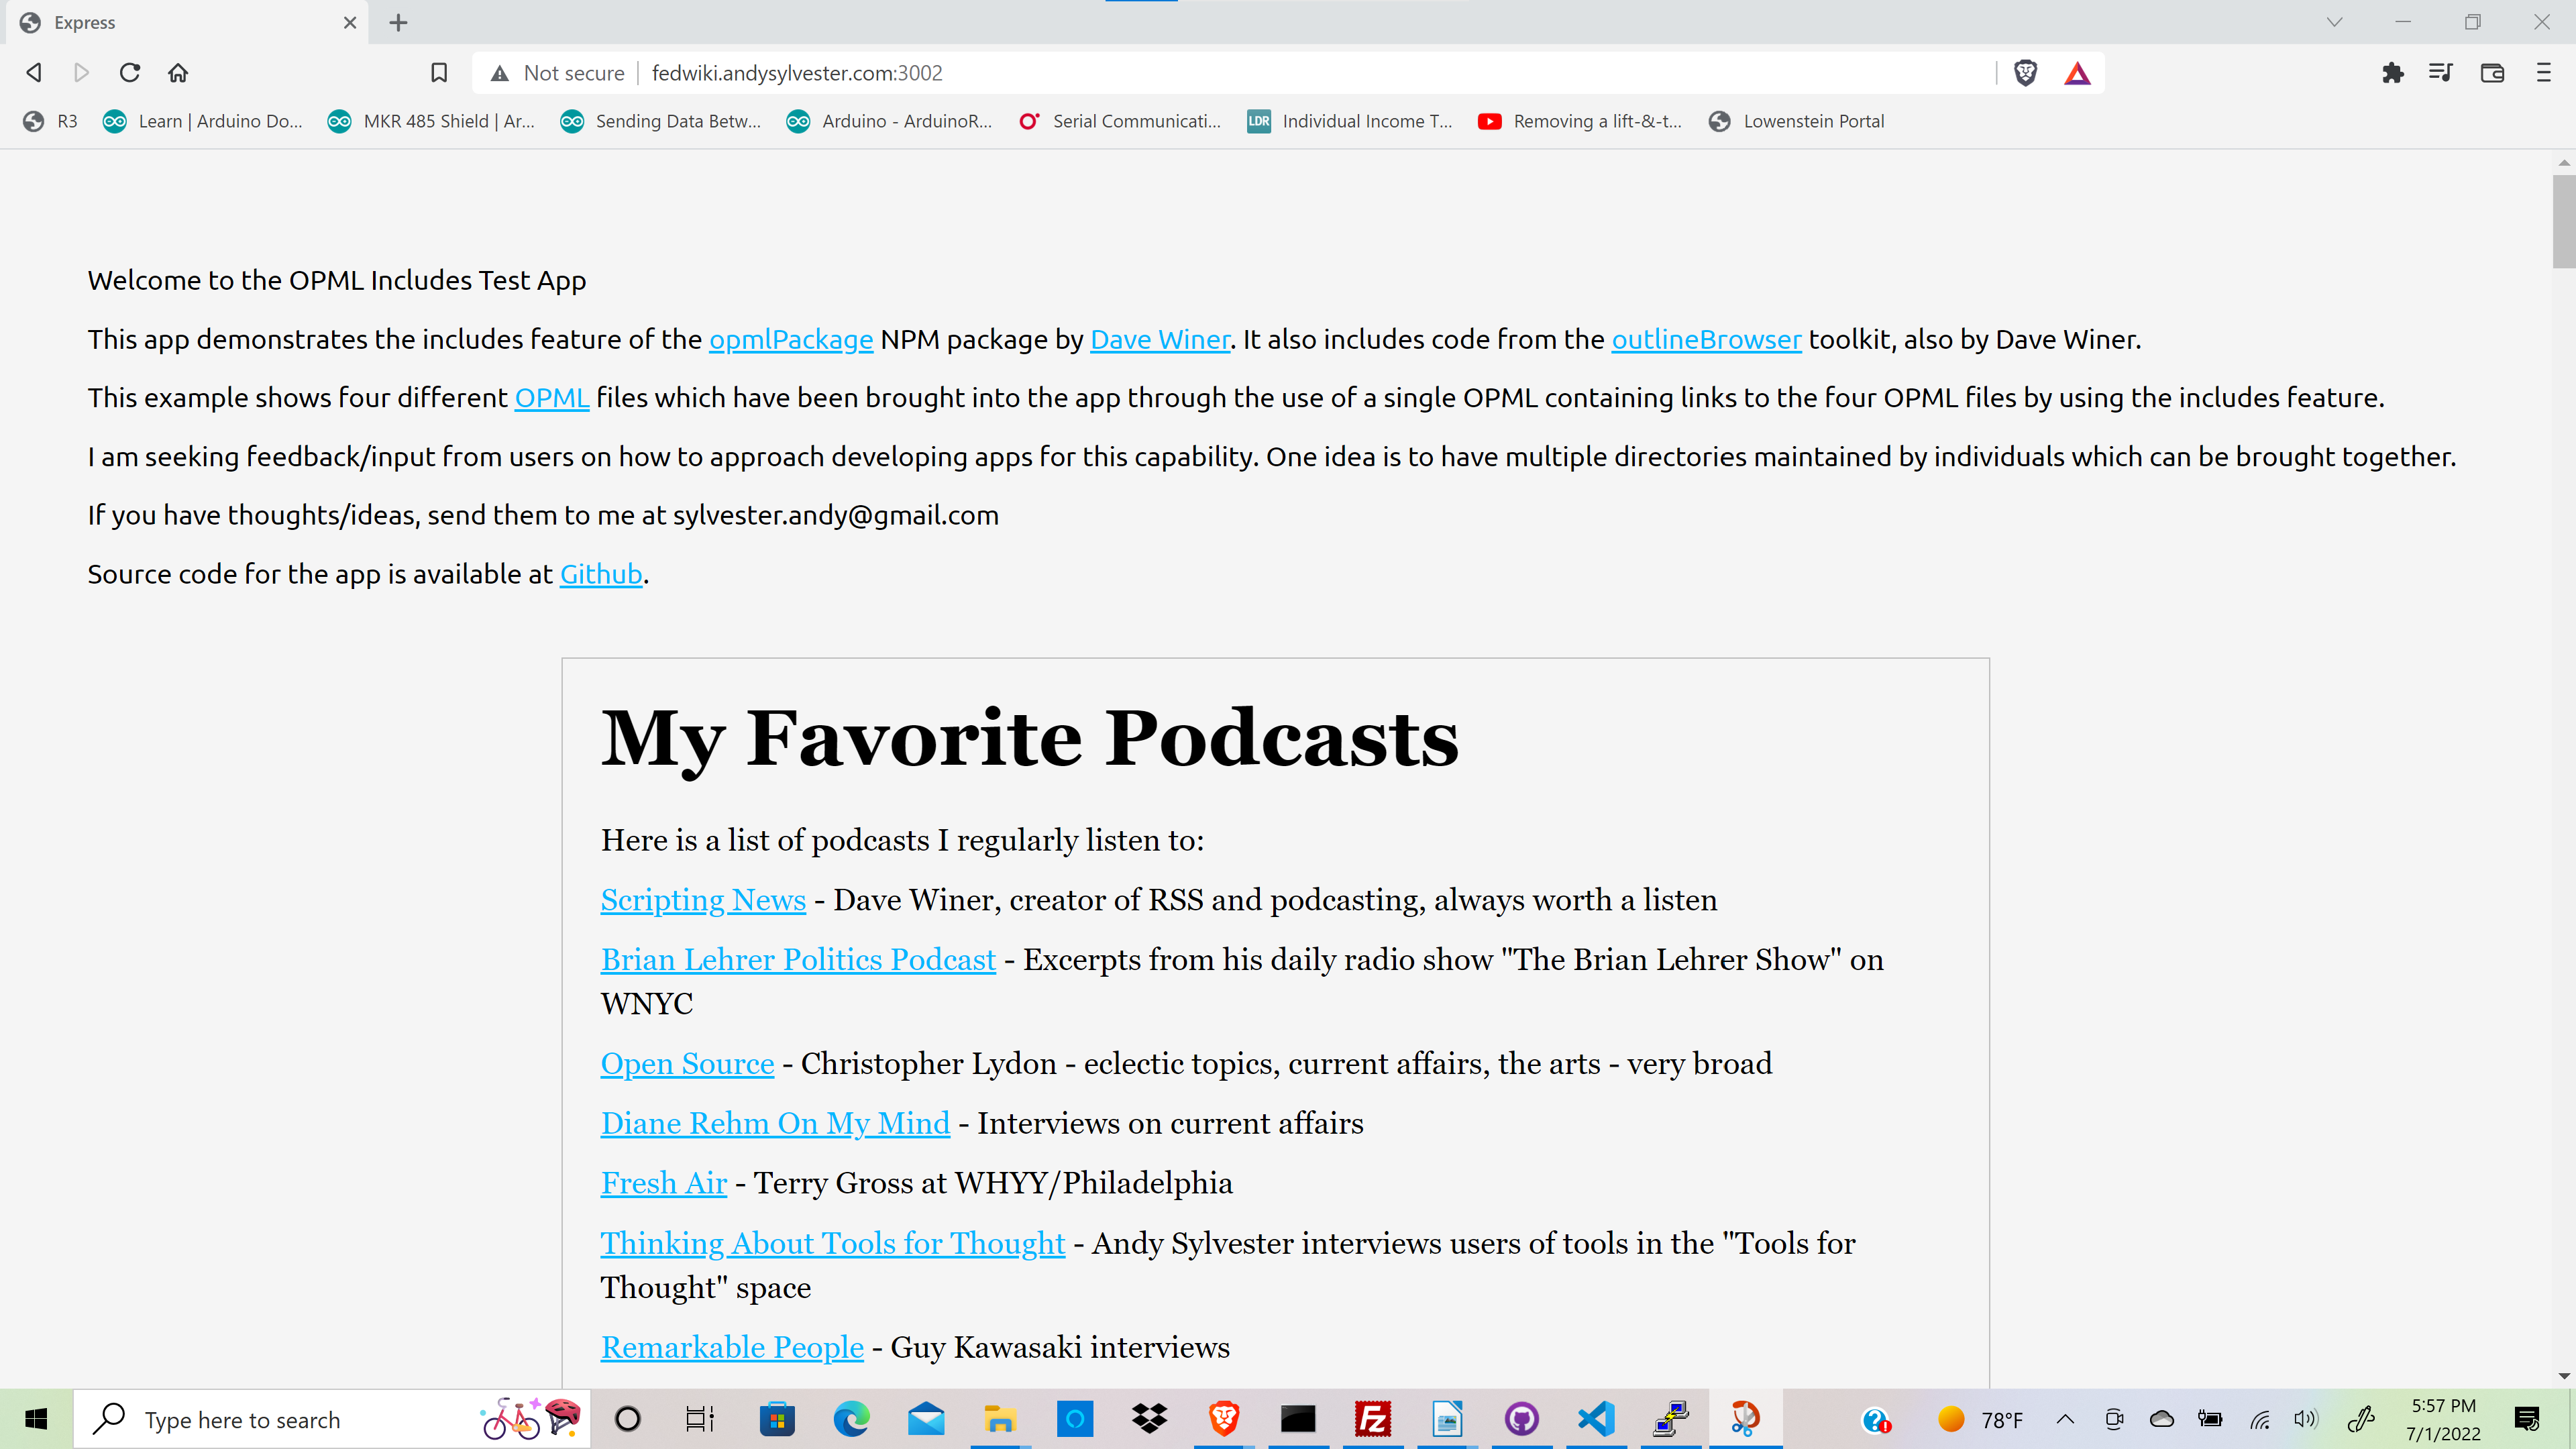 Express
Not secure
fedwiki.andysylvester.com:3002
R3
Learn | Arduino Do...
MKR 485 Shield | Ar...
Sending Data Betw...
Arduino - ArduinoR...
Serial Communicati...
LDR
Individual Income T...
Removing a lift-&-t...
Lowenstein Portal
Welcome to the OPML Includes Test App
This app demonstrates the includes feature of the opmlPackage NPM package by Dave Winer. It also includes code from the outlineBrowser toolkit, also by Dave Winer.
This example shows four different OPML files which have been brought into the app through the use of a single OPML containing links to the four OPML files by using the includes feature.
I am seeking feedback/input from users on how to approach developing apps for this capability. One idea is to have multiple directories maintained by individuals which can be brought together.
If you have thoughts/ideas, send them to me at sylvester.andy@gmail.com
Source code for the app is available at Github.
My Favorite Podcasts
Here is a list of podcasts I regularly listen to:
Scripting News - Dave Winer, creator of RSS and podcasting, always worth a listen
Brian Lehrer Politics Podcast - Excerpts from his daily radio show "The Brian Lehrer Show" on
WNYC
Open Source - Christopher Lydon - eclectic topics, current affairs, the arts - very broad
Diane Rehm On My Mind - Interviews on current affairs
Fresh Air - Terry Gross at WHYY/Philadelphia
Thinking About Tools for Thought - Andy Sylvester interviews users of tools in the "Tools for
Thought" space
Remarkable People - Guy Kawasaki interviews
Type here to search
Fz
78°F
5:57 PM
7/1/2022